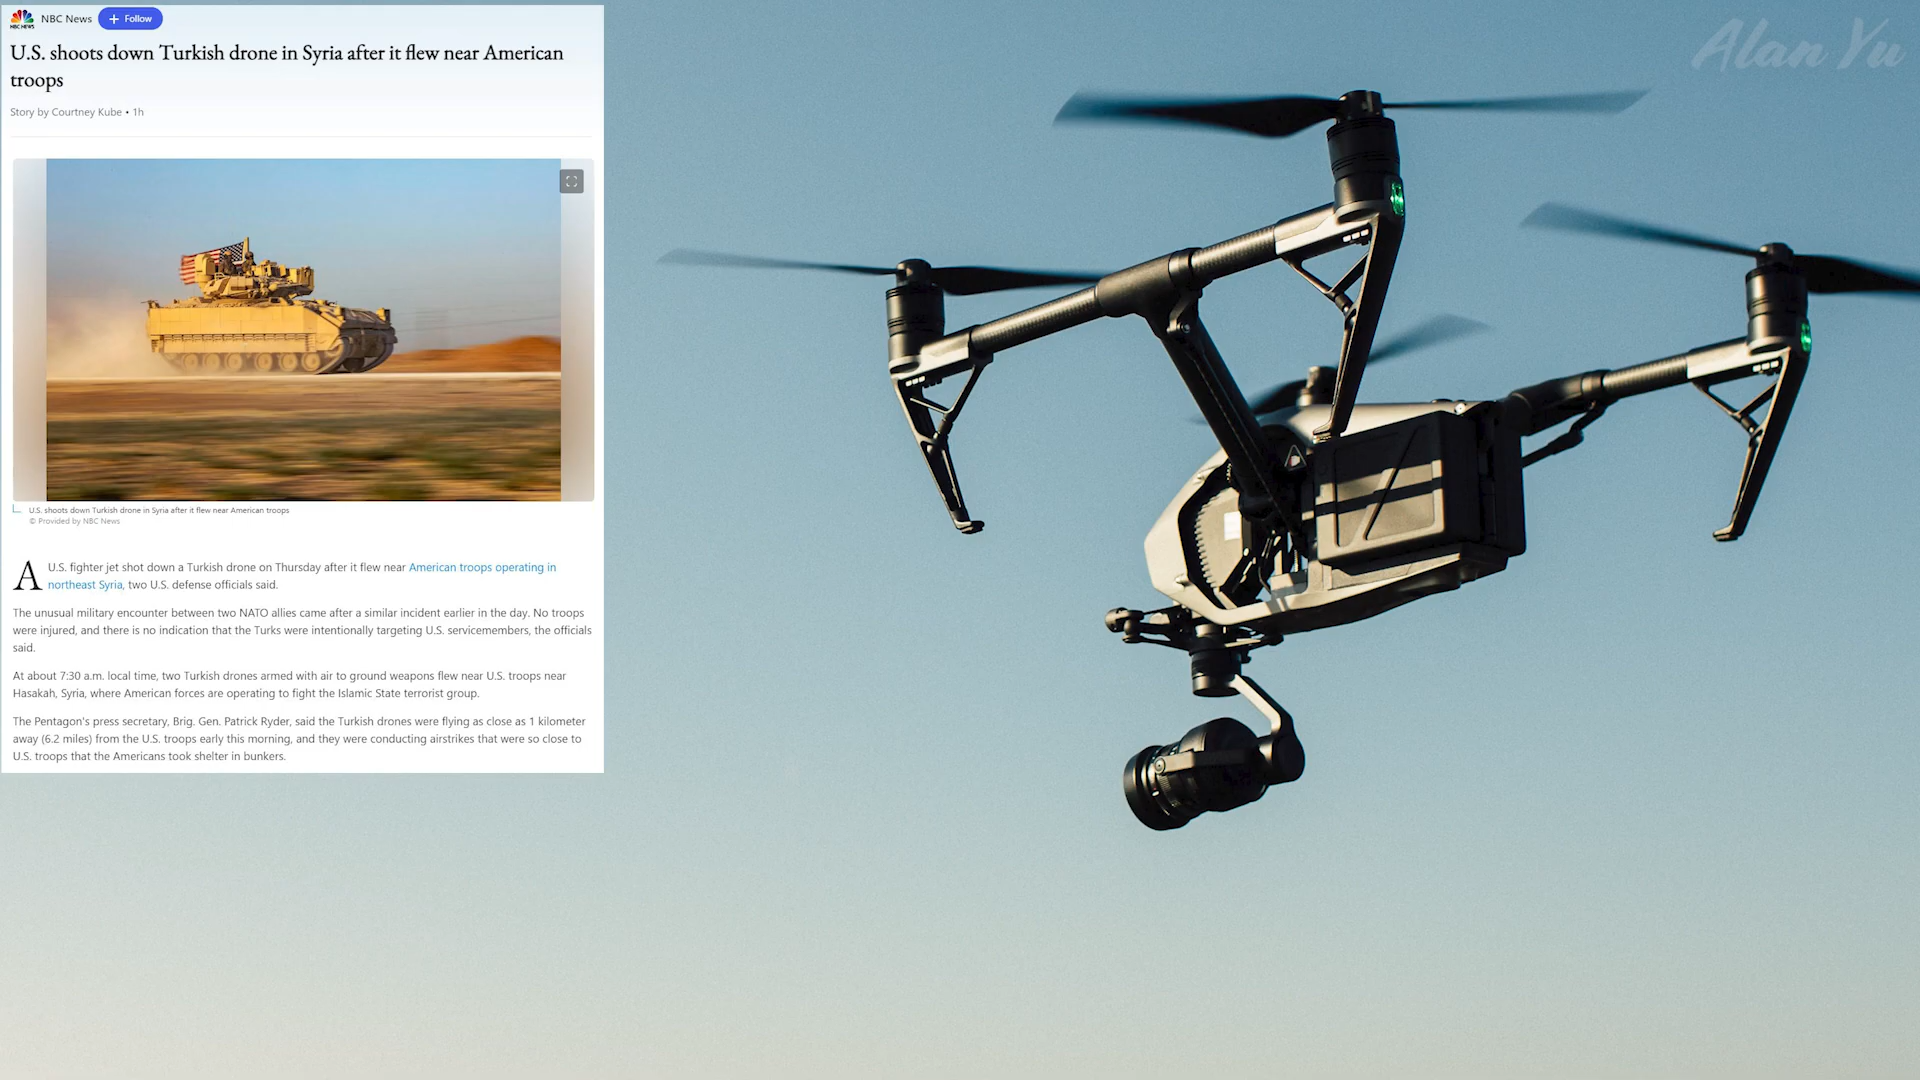 NBC News + Follow
U.S. shoots down Turkish drone in Syria after it flew near American
troops
Story by Courtney Kube • 1h
U.S. shoots down Turkish drone in Syria after it flew near American troops
© Provided by NBC News
A U.S. fighter jet shot down a Turkish drone on Thursday after it flew near American troops operating in
northeast Syria, two U.S. defense officials said.
The unusual military encounter between two NATO allies came after a similar incident earlier in the day. No troops
were injured, and there is no indication that the Turks were intentionally targeting U.S. servicemembers, the officials
said.
At about 7:30 a.m. local time, two Turkish drones armed with air to ground weapons flew near U.S. troops near
Hasakah, Syria, where American forces are operating to fight the Islamic State terrorist group.
The Pentagon's press secretary, Brig. Gen. Patrick Ryder, said the Turkish drones were flying as close as 1 kilometer
away (6.2 miles) from the U.S. troops early this morning, and they were conducting airstrikes that were so close to
U.S. troops that the Americans took shelter in bunkers.
Alan Yu